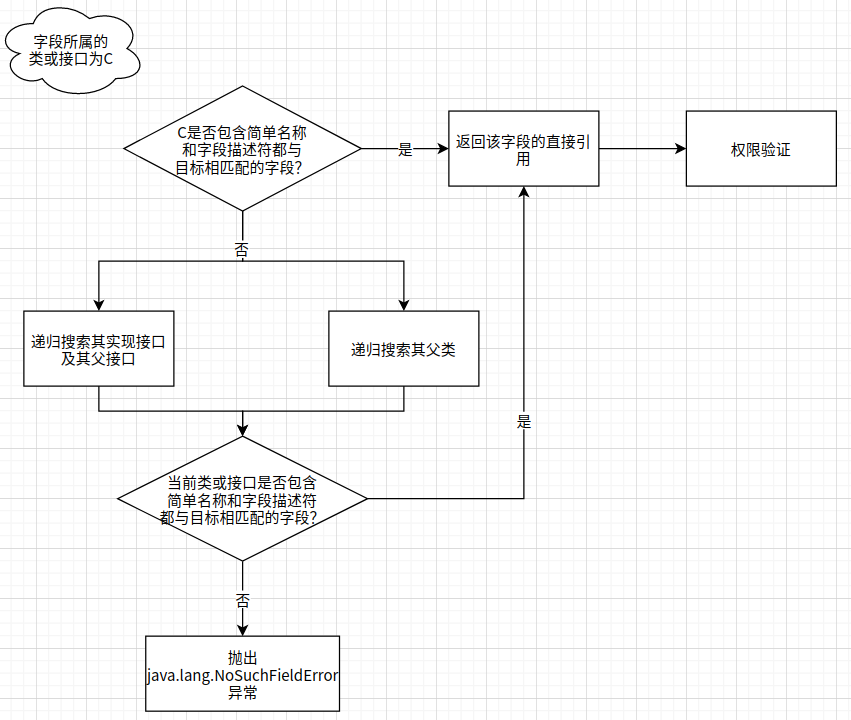 字段所属的
类或接口为C
C是否包含简单名称
和字段描述符都与
目标相匹配的字段?
是
返回该字段的直接引
用
权限验证
否
递归搜索其实现接口
及其父接口
递归搜索其父类
是
当前类或接口是否包含
简单名称和字段描述符
都与目标相匹配的字段?
否
抛出
java.lang.NoSuchFieldError
异常